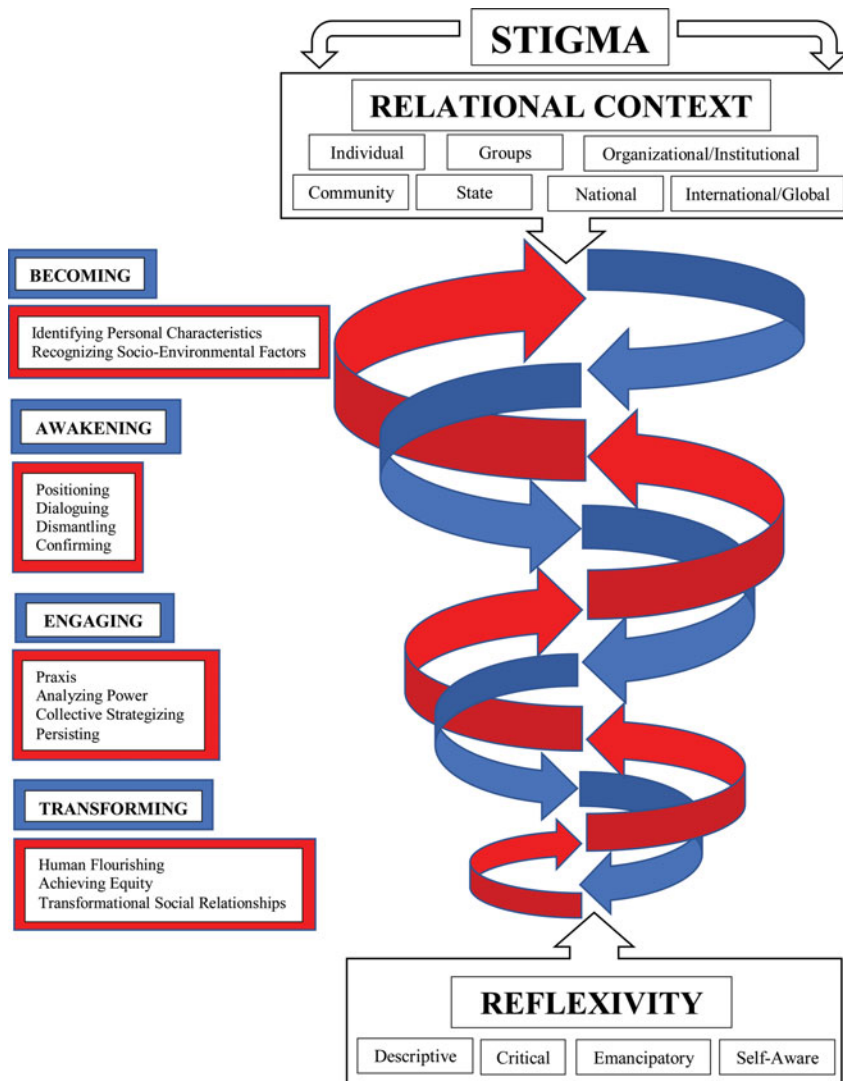 STIGMA
RELATIONAL CONTEXT
Individual
Groups
Organizational/Institutional
Community
State
National
International/Global
BECOMING
Identifying Personal Characteristics
Recognizing Socio-Environmental Factors
AWAKENING
Positioning
Dialoguing
Dismantling
Confirming
ENGAGING
Praxis
Analyzing Power
Collective Strategizing
Persisting
TRANSFORMING
Human Flourishing
Achieving Equity
Transformational Social Relationships
REFLEXIVITY
Descriptive
Critical
Emancipatory
Self-Aware